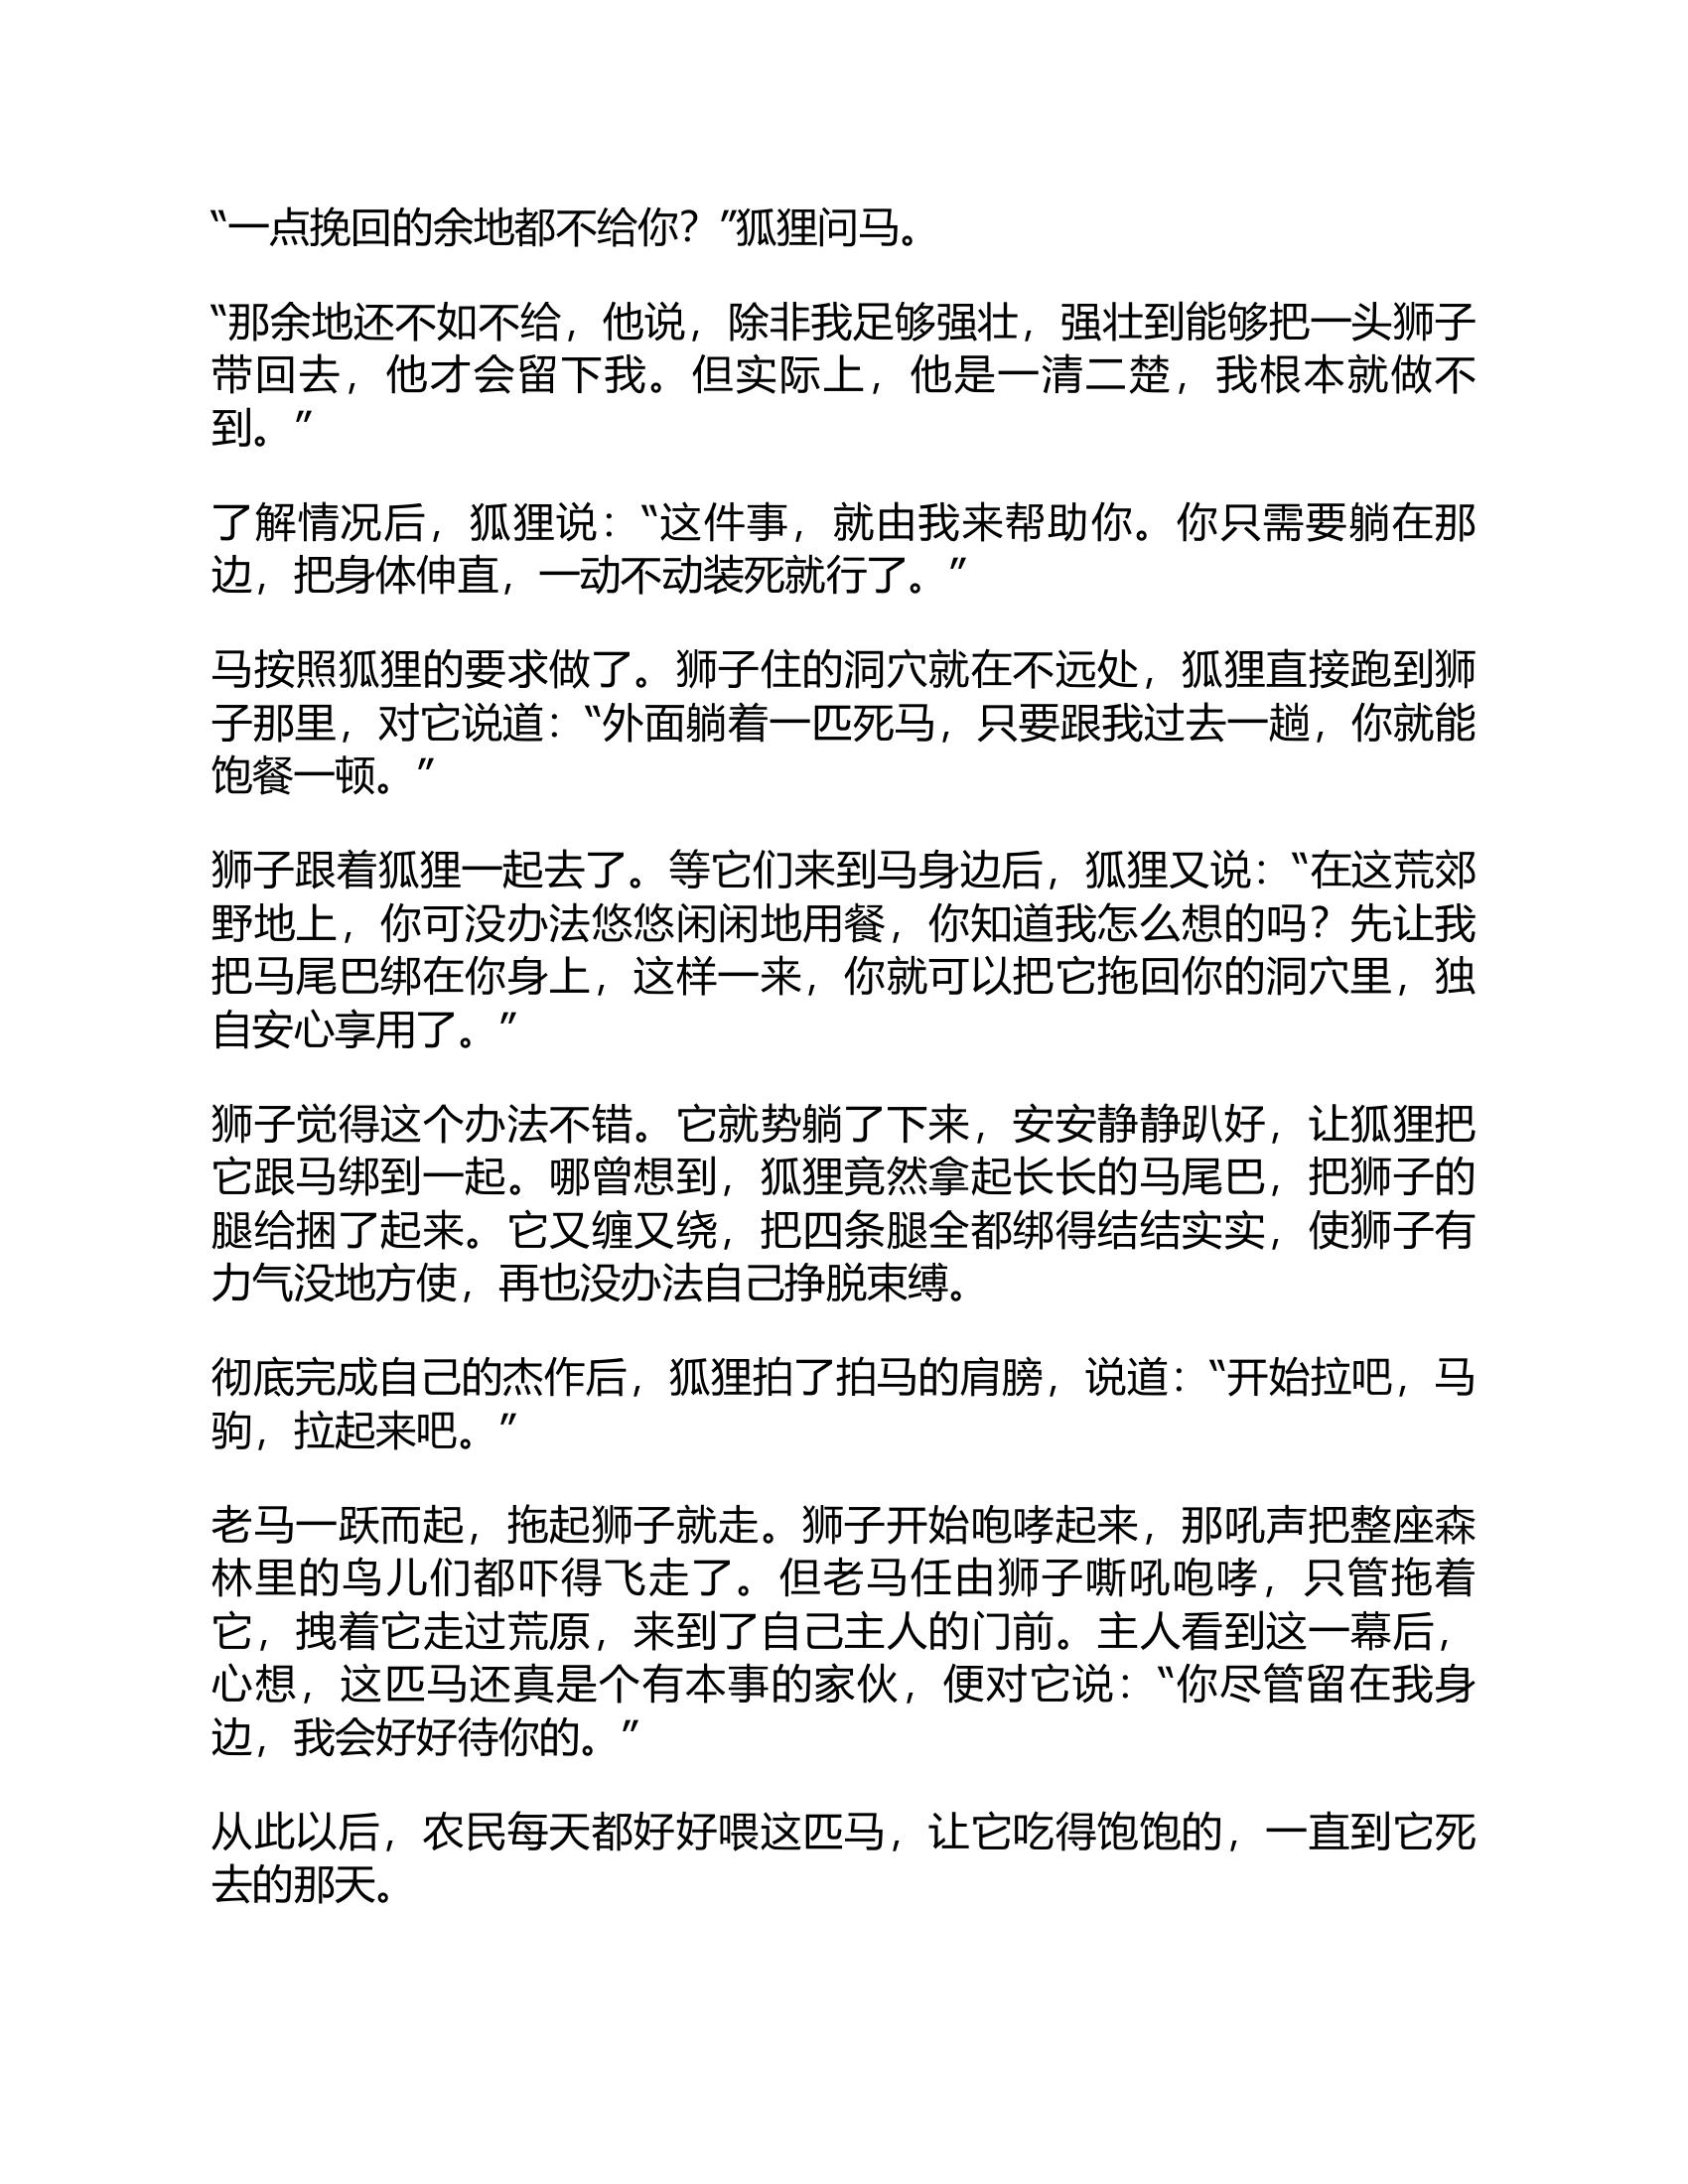 “一点挽回的余地都不给你？”狐狸问马。
“那余地还不如不给，他说，除非我足够强壮，强壮到能够把一头狮子
带回去，他才会留下我。但实际上，他是一清二楚，我根本就做不
到。”
了解情况后，狐狸说：“这件事，就由我来帮助你。你只需要躺在那
边，把身体伸直，一动不动装死就行了。”
马按照狐狸的要求做了。狮子住的洞穴就在不远处，狐狸直接跑到狮
子那里，对它说道：“外面躺着一匹死马，只要跟我过去一趟，你就能
饱餐一顿。”
狮子跟着狐狸一起去了。等它们来到马身边后，狐狸又说：“在这荒郊
野地上，你可没办法悠悠闲闲地用餐，你知道我怎么想的吗？先让我
把马尾巴绑在你身上，这样一来，你就可以把它拖回你的洞穴里，独
自安心享用了。”
狮子觉得这个办法不错。它就势躺了下来，安安静静趴好，让狐狸把
它跟马绑到一起。哪曾想到，狐狸竟然拿起长长的马尾巴，把狮子的
腿给捆了起来。它又缠又绕，把四条腿全都绑得结结实实，使狮子有
力气没地方使，再也没办法自己挣脱束缚。
彻底完成自己的杰作后，狐狸拍了拍马的肩膀，说道：“开始拉吧，马
驹，拉起来吧。”
老马一跃而起，拖起狮子就走。狮子开始咆哮起来，那吼声把整座森
林里的鸟儿们都吓得飞走了。但老马任由狮子嘶吼咆哮，只管拖着
它，拽着它走过荒原，来到了自己主人的门前。主人看到这一幕后，
心想，这匹马还真是个有本事的家伙，便对它说：“你尽管留在我身
边，我会好好待你的。”
从此以后，农民每天都好好喂这匹马，让它吃得饱饱的，一直到它死
去的那天。